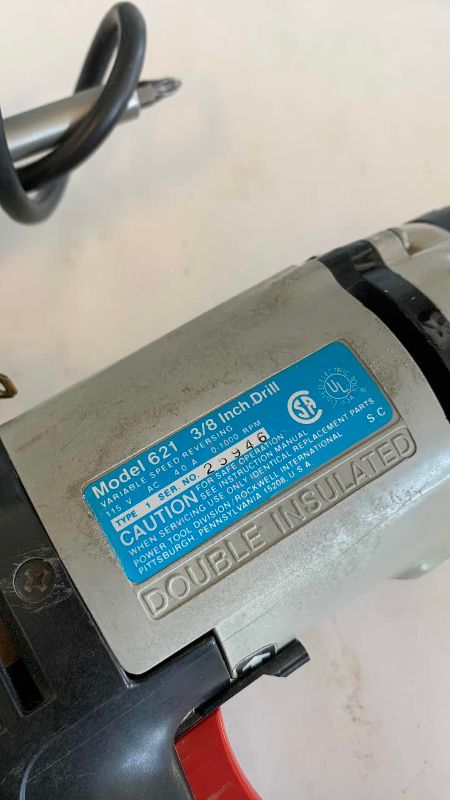 Model 621 3/8 Inch Drill
VARIABLE SPEED REVERSING
115 V AC 4.0 A 0-1000 RPM
TYPE 1 SER. NO. 25946
CAUTION FOR SAFE OPERATION
SEE INSTRUCTION MANUAL
WHEN SERVICING USE ONLY IDENTICAL REPLACEMENT PARTS
POWER TOOL DIVISION/ROCKWELL INTERNATIONAL
PITTSBURGH PENNSYLVANIA 15208, U S A
SA
UL
S C
DOUBLE INSULATED